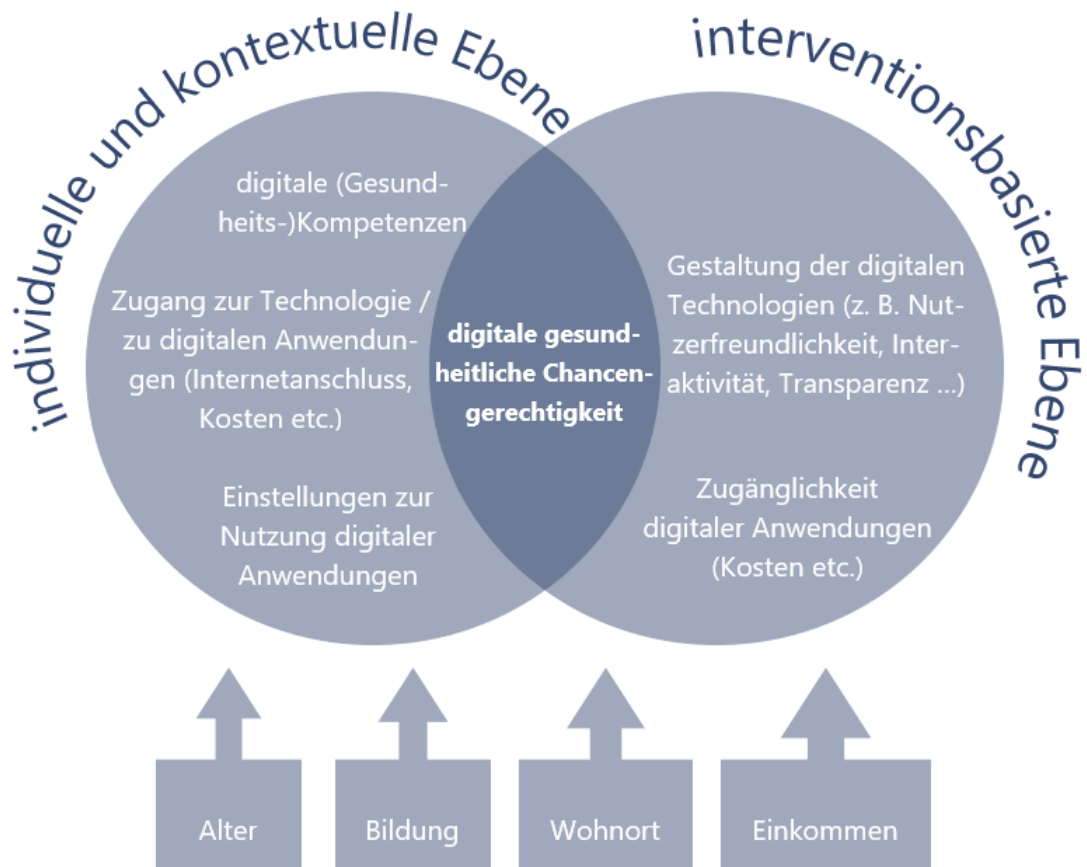 individuelle und kontextuelle Ebene
interventionsbasierte Ebene
digitale (Gesund-
heits-)Kompetenzen
Zugang zur Technologie /
zu digitalen Anwendun-
gen (Internetanschluss,
Kosten etc.)
Einstellungen zur
Nutzung digitaler
Anwendungen
digitale gesund-
heitliche Chancen-
gerechtigkeit
Gestaltung der digitalen
Technologien (z. B. Nut-
zerfreundlichkeit, Inter-
aktivität, Transparenz ...)
Zugänglichkeit
digitaler Anwendungen
(Kosten etc.)
Alter
Bildung
Wohnort
Einkommen